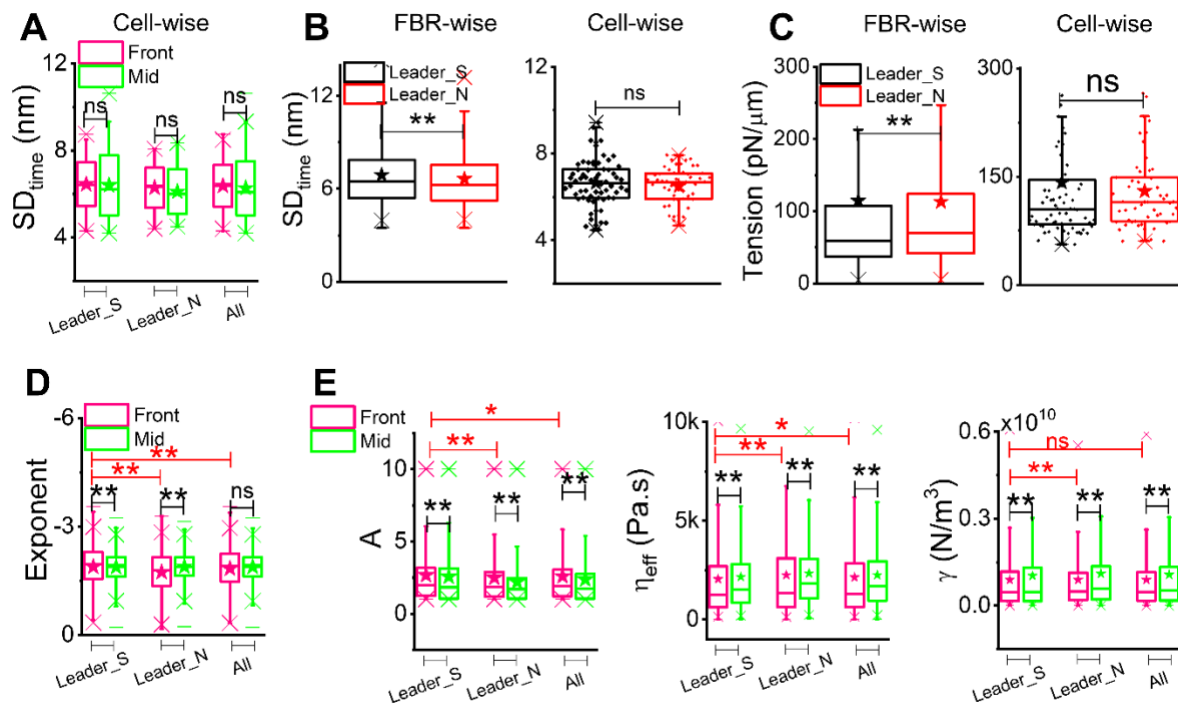 A
Cell-wise
Front
Mid
ns
ns
ns
SD_time (nm)
12
8
4
Leader_S
Leader_N
All
B
FBR-wise
Cell-wise
Leader_S
Leader_N
**
ns
SD_time (nm)
12
6
0
12
8
4
C
FBR-wise
Cell-wise
Leader_S
Leader_N
**
ns
Tension (pN/μm)
300
200
100
0
300
150
0
D
Front
Mid
**
**
**
**
ns
Exponent
-6
-3
0
Leader_S
Leader_N
All
E
Front
Mid
*
**
**
**
**
A
10
5
0
Leader_S
Leader_N
All
*
**
**
**
**
η_eff (Pa.s)
10k
5k
0
Leader_S
Leader_N
All
x10^10
ns
**
**
**
**
γ (N/m^3)
0.6
0.3
0.0
Leader_S
Leader_N
All